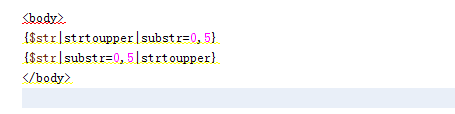 <body>
{$str|strtoupper|substr=0,5}
{$str|substr=0,5|strtoupper}
</body>